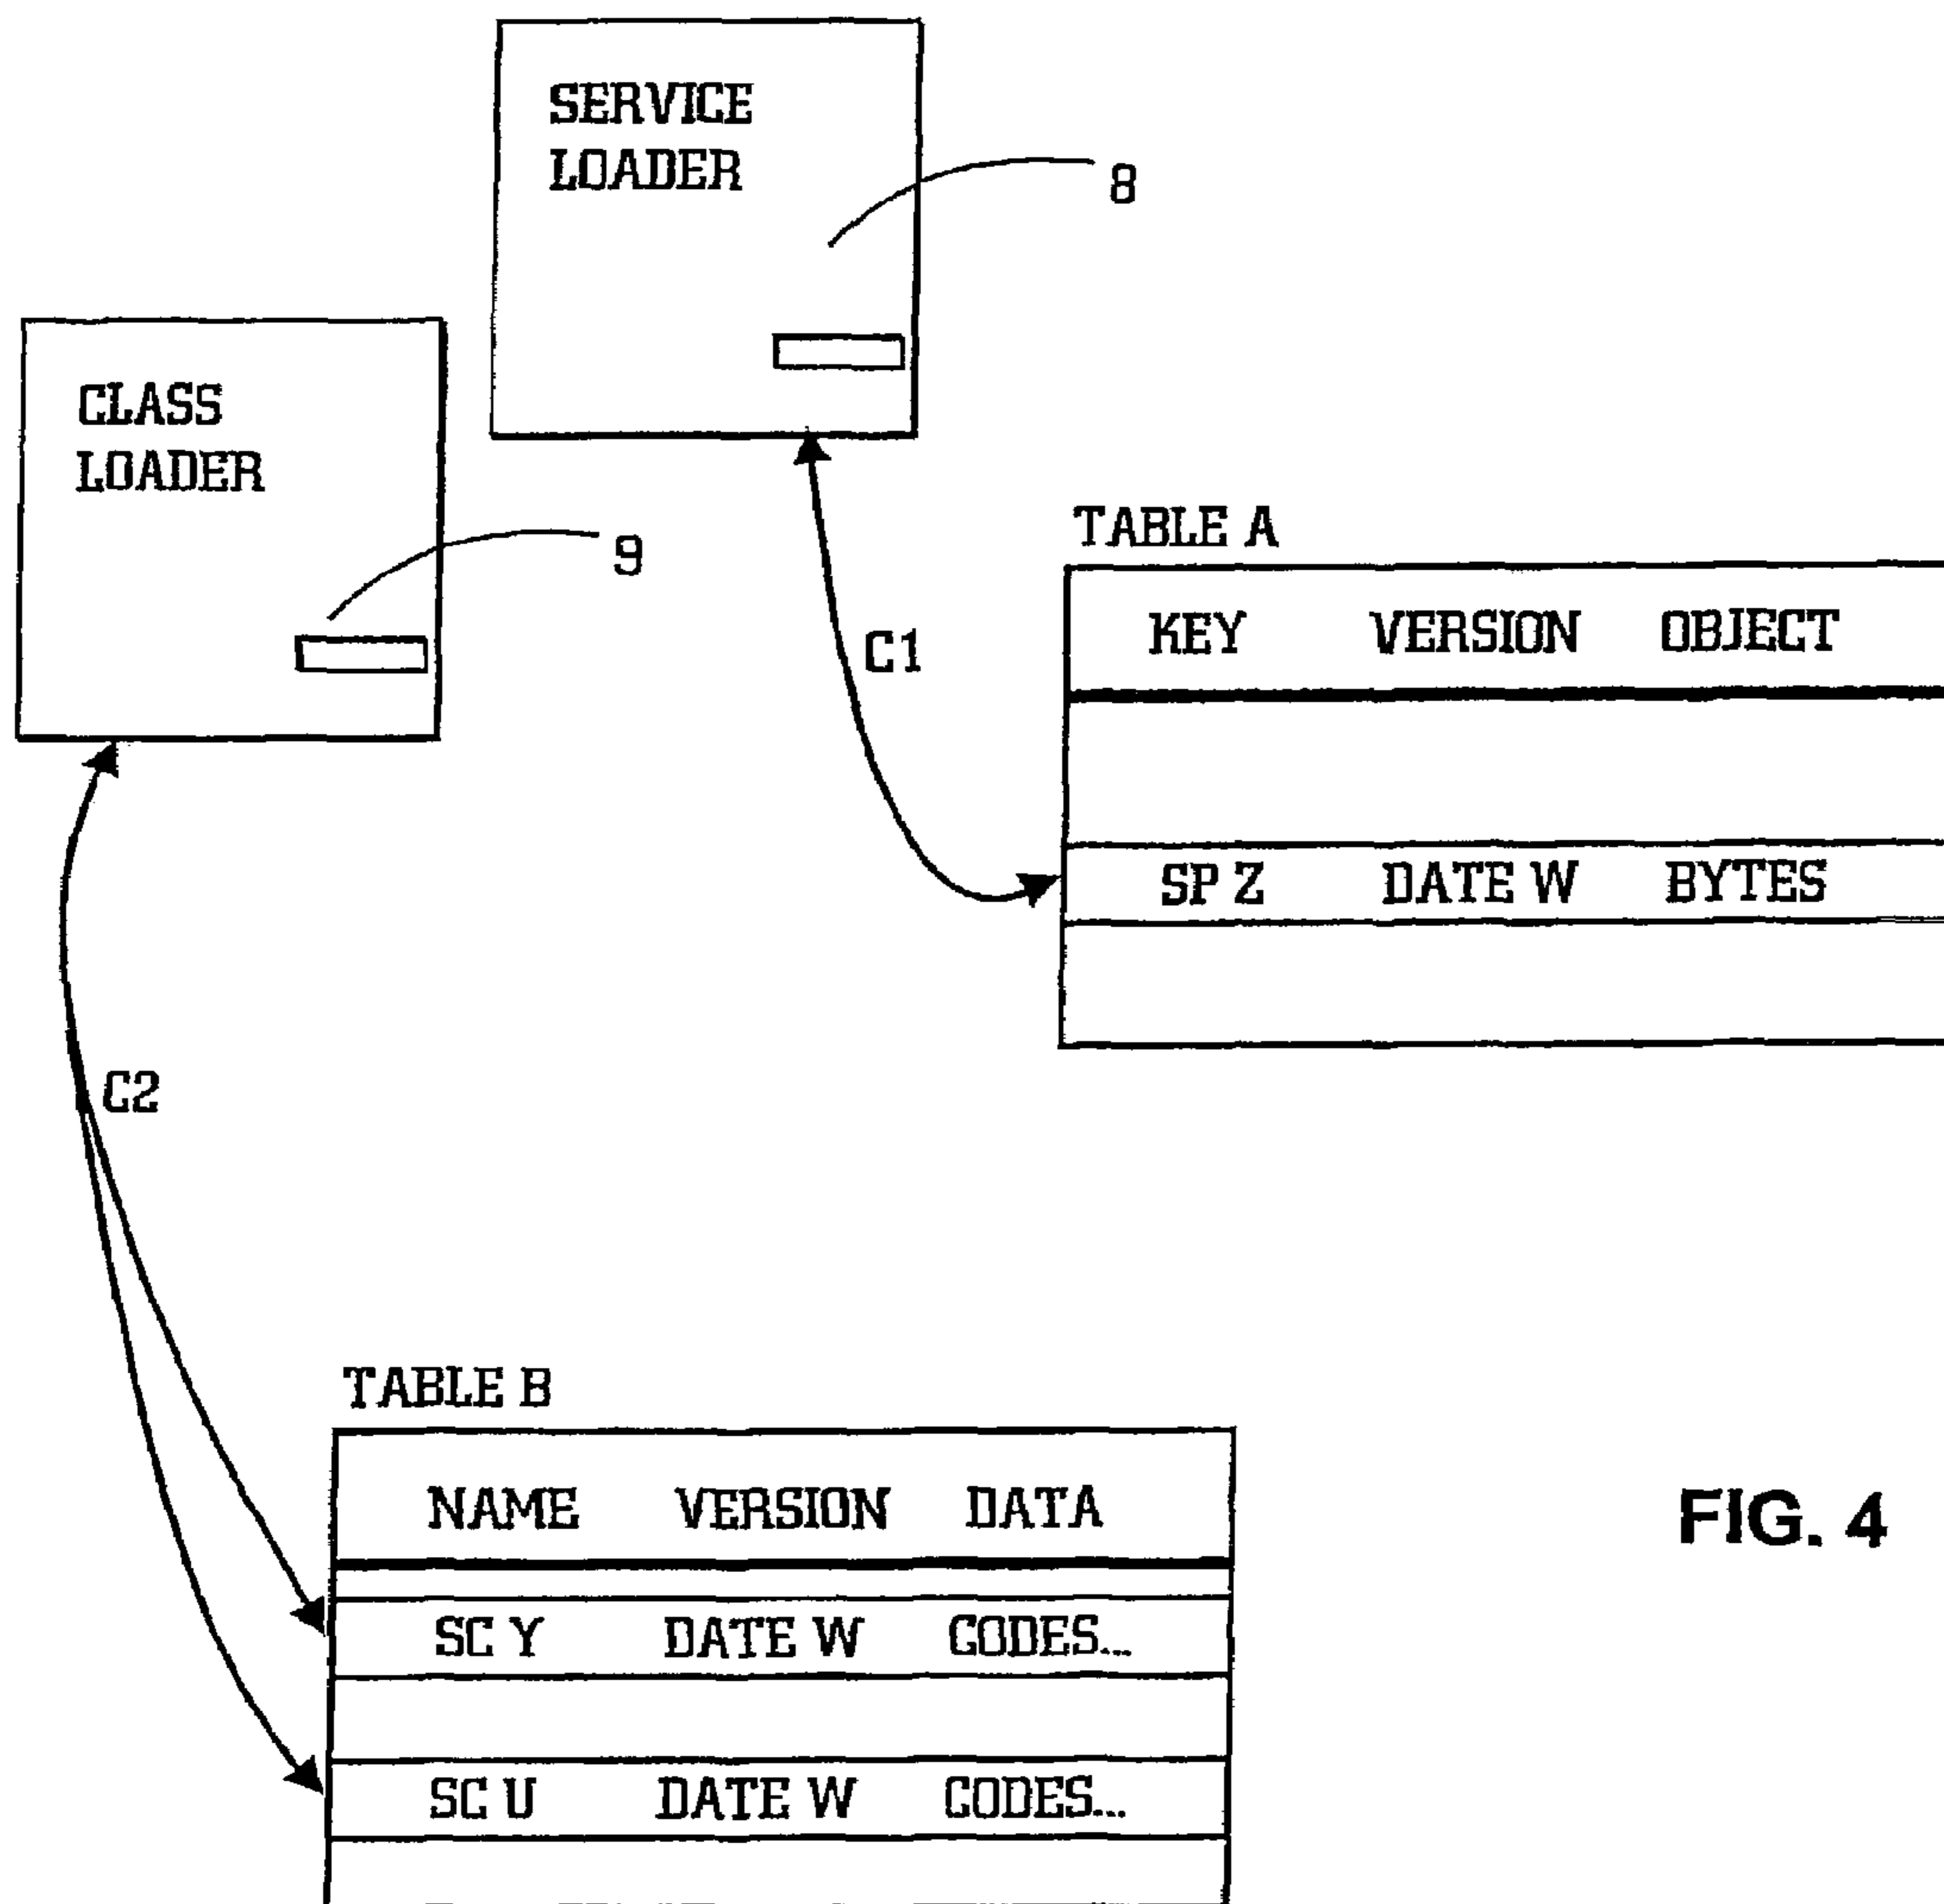 SERVICE
LOADER
8
CLASS
LOADER
9
TABLE A
KEY VERSION OBJECT
C1
SP Z DATE W BYTES
C2
TABLE B
NAME VERSION DATA
SC Y DATE W CODES...
SC U DATE W CODES...
FIG. 4